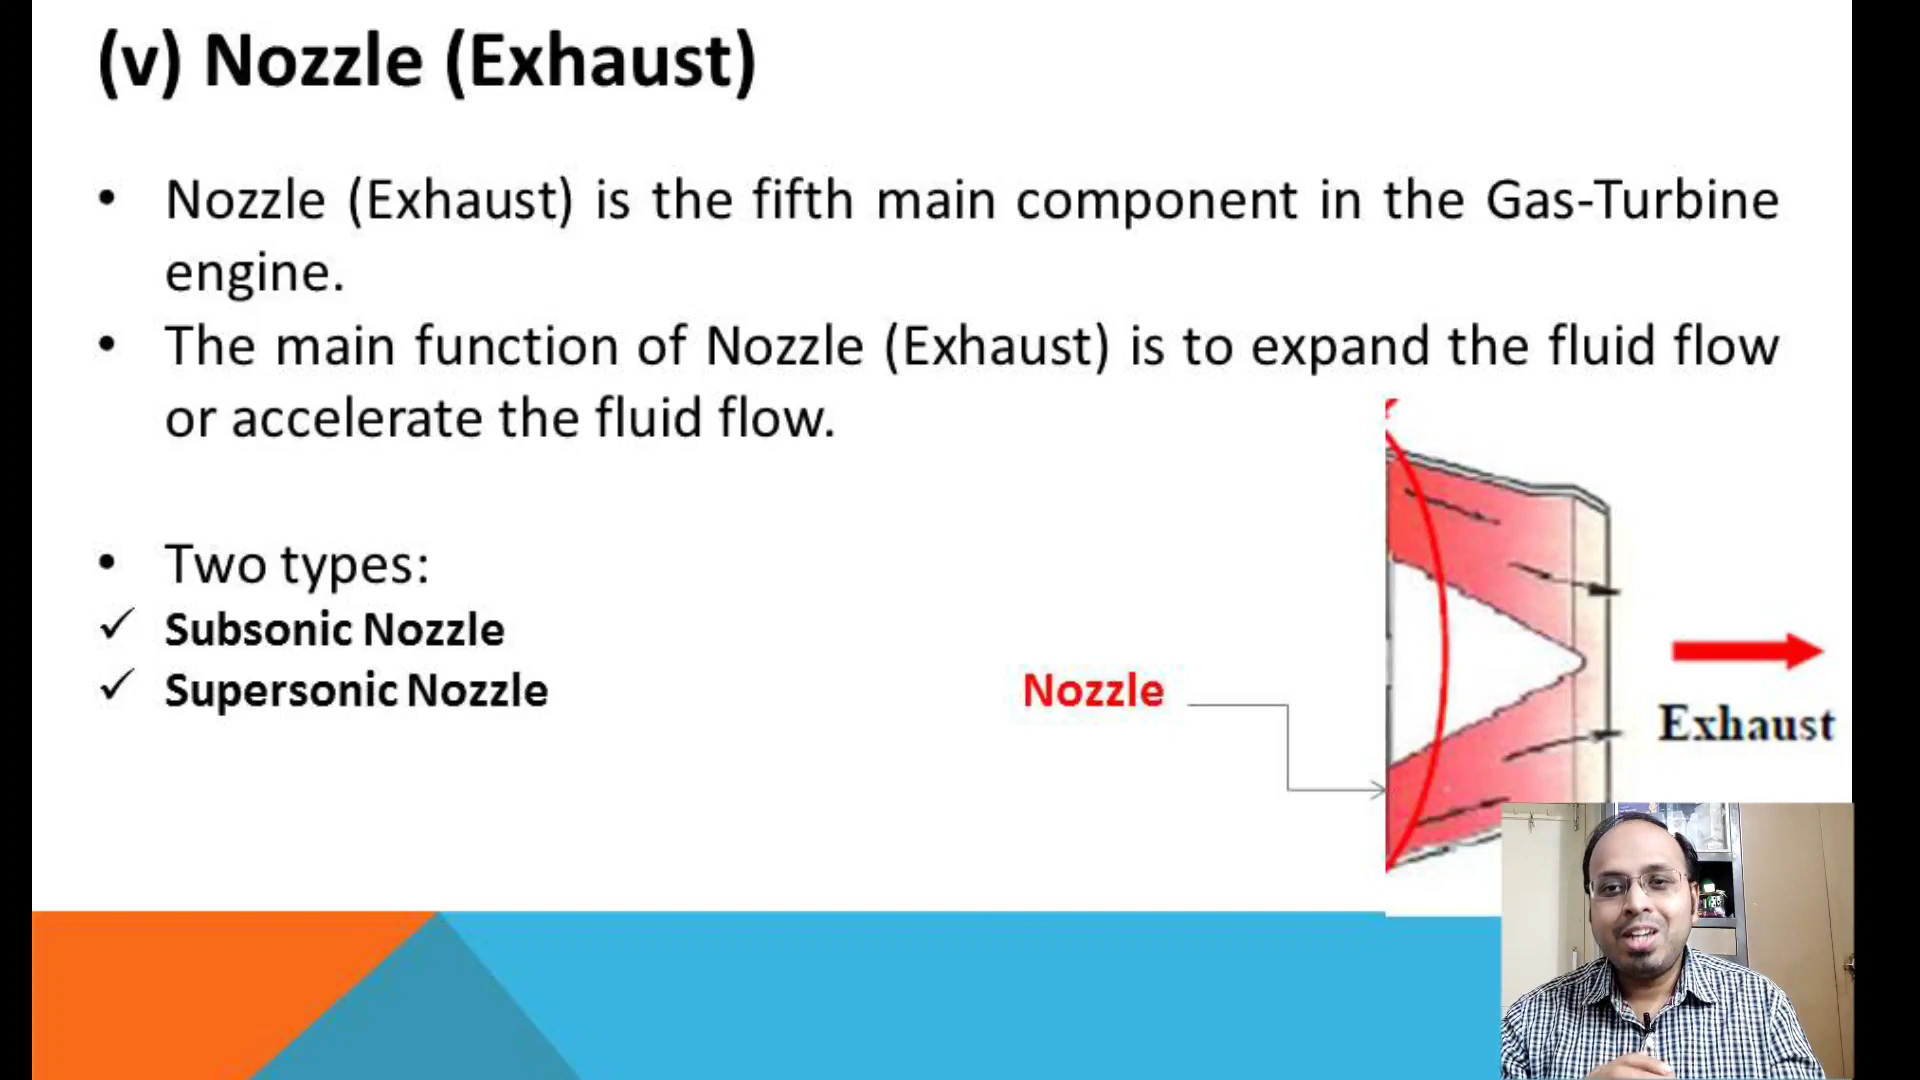 (v) Nozzle (Exhaust)
• Nozzle (Exhaust) is the fifth main component in the Gas-Turbine
engine.
• The main function of Nozzle (Exhaust) is to expand the fluid flow
or accelerate the fluid flow.
• Two types:
✓ Subsonic Nozzle
✓ Supersonic Nozzle
Nozzle
Exhaust